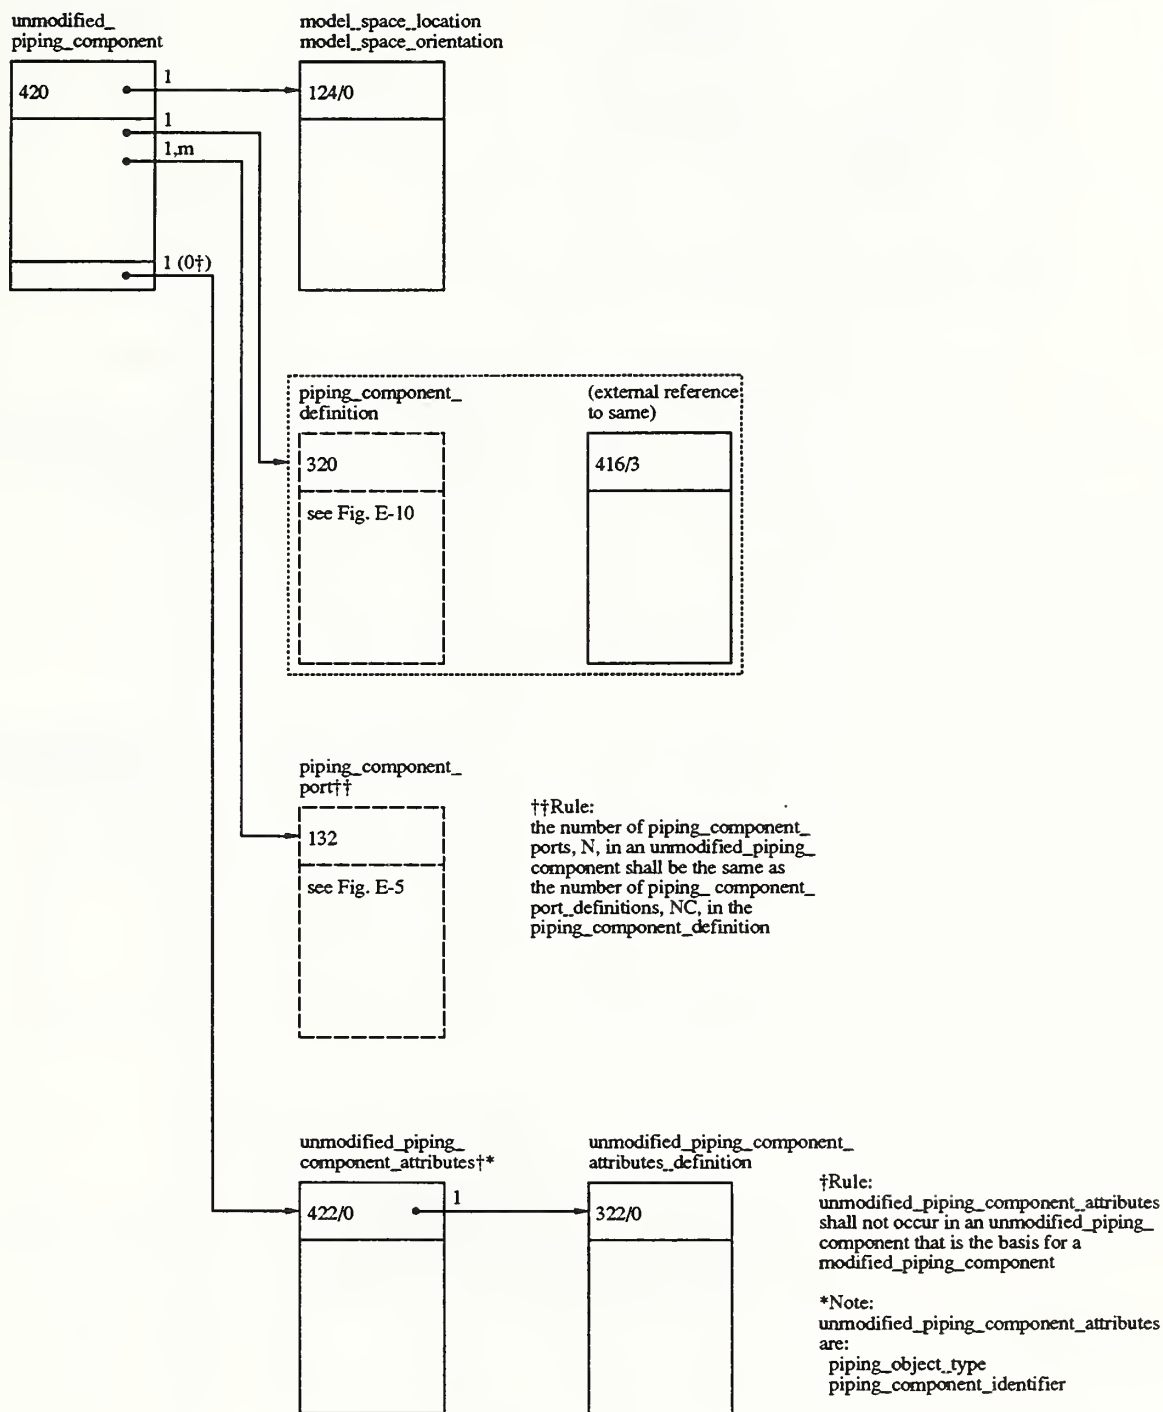 unmodified_
piping_component
model_space_location
model_space_orientation
420
1
124/0
1
1,m
1 (0†)
piping_component_
definition
(external reference
to same)
320
416/3
see Fig. E-10
piping_component_
port††
132
see Fig. E-5
††Rule:
the number of piping_component_
ports, N, in an unmodified_piping_
component shall be the same as
the number of piping_ component_
port_definitions, NC, in the
piping_component_definition
unmodified_piping_
component_attributes†*
unmodified_piping_component_
attributes_definition
422/0
1
322/0
†Rule:
unmodified_piping_component_attributes
shall not occur in an unmodified_piping_
component that is the basis for a
modified_piping_component
*Note:
unmodified_piping_component_attributes
are:
piping_object_type
piping_component_identifier